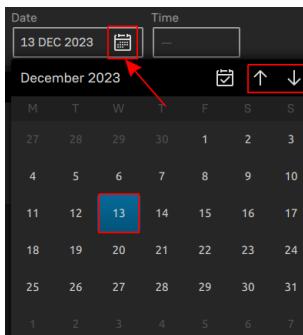 Date Time
13 DEC 2023 —
December 2023
M T W T F S S
27 28 29 30 1 2 3
4 5 6 7 8 9 10
11 12 13 14 15 16 17
18 19 20 21 22 23 24
25 26 27 28 29 30 31
1 2 3 4 5 6 7